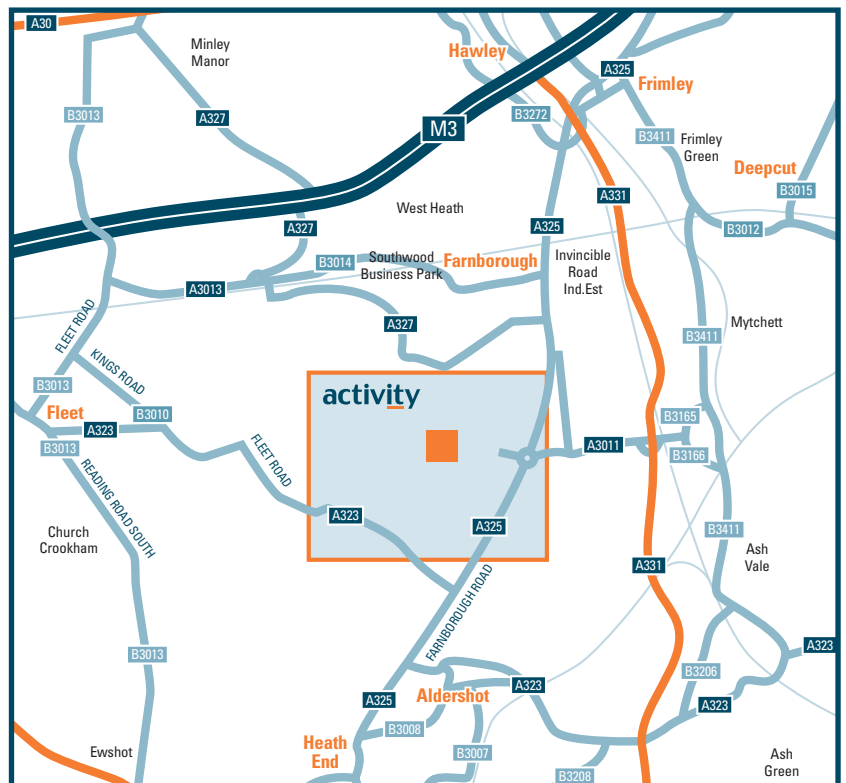 A30
Minley
Manor
Hawley
A325
Frimley
B3013
A327
M3
B3272
B3411
Frimley
Green
Deepcut
B3015
A331
West Heath
A325
A327
B3012
B3014
Southwood
Business Park
Farnborough
Invincible
Road
Ind.Est
A3013
FLEET ROAD
A327
Mytchett
B3411
KINGS ROAD
B3013
activity
Fleet
B3010
A323
B3013
FLEET ROAD
A3011
B3165
B3166
READING ROAD SOUTH
A323
A325
B3411
Church
Crookham
Ash
Vale
A331
FARNBOROUGH ROAD
B3013
A323
B3206
A323
Aldershot
A325
A323
B3008
Heath
End
B3007
Ewshot
B3208
Ash
Green